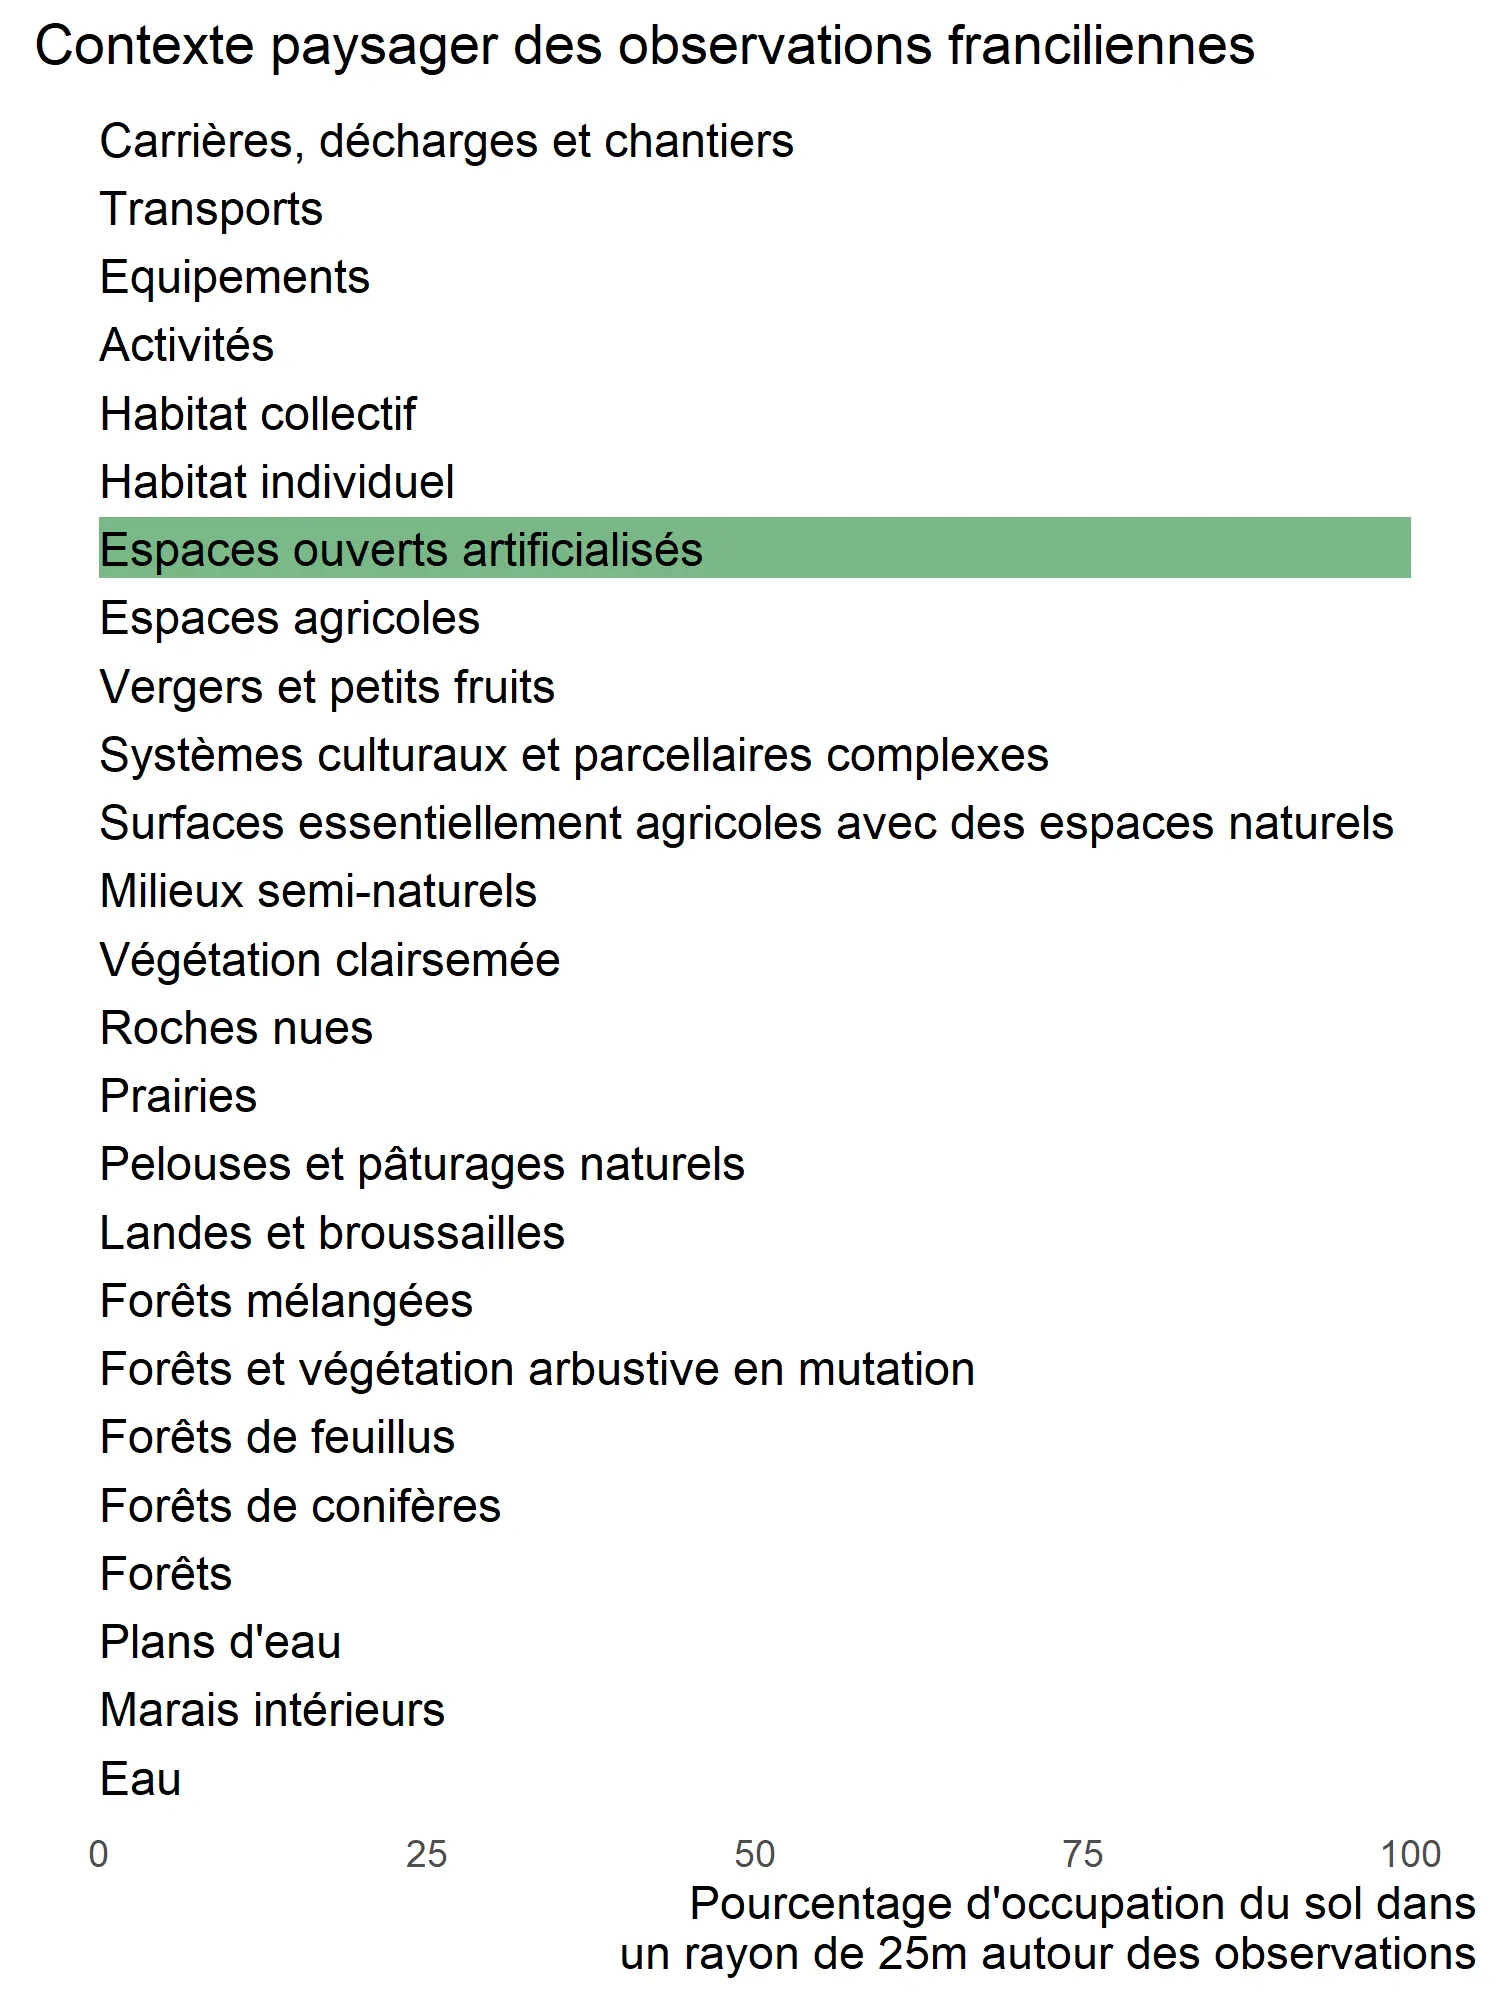 Contexte paysager des observations franciliennes
Carrières, décharges et chantiers
Transports
Equipements
Activités
Habitat collectif
Habitat individuel
Espaces ouverts artificialisés
Espaces agricoles
Vergers et petits fruits
Systèmes culturaux et parcellaires complexes
Surfaces essentiellement agricoles avec des espaces naturels
Milieux semi-naturels
Végétation clairsemée
Roches nues
Prairies
Pelouses et pâturages naturels
Landes et broussailles
Forêts mélangées
Forêts et végétation arbustive en mutation
Forêts de feuillus
Forêts de conifères
Forêts
Plans d'eau
Marais intérieurs
Eau
0 25 50 75 100
Pourcentage d'occupation du sol dans
un rayon de 25m autour des observations